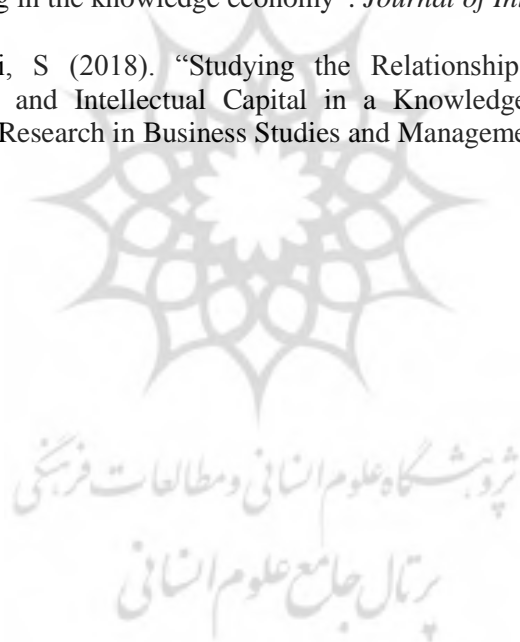 g in the knowledge economy". Journal of In
i, S (2018). "Studying the Relationship
and Intellectual Capital in a Knowledge
Research in Business Studies and Manageme
پژوهشگاه علوم انسانی و مطالعات فرهنگی
پرتال جامع علوم انسانی